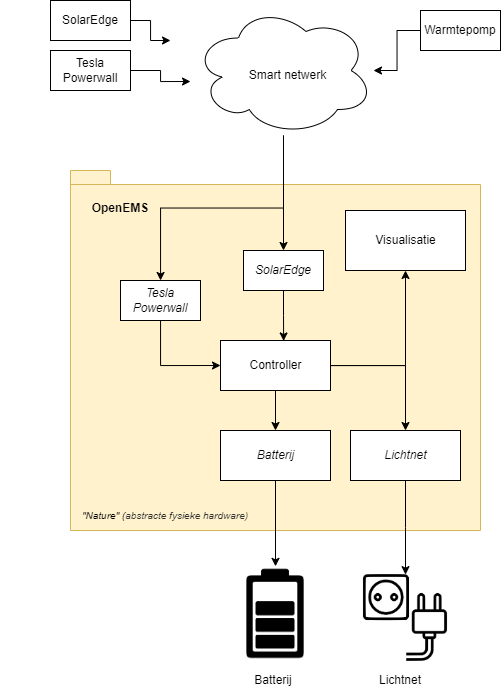 SolarEdge
Tesla
Powerwall
Smart netwerk
Warmtepomp
OpenEMS
Visualisatie
SolarEdge
Tesla
Powerwall
Controller
Batterij
Lichtnet
"Nature" (abstracte fysieke hardware)
Batterij
Lichtnet